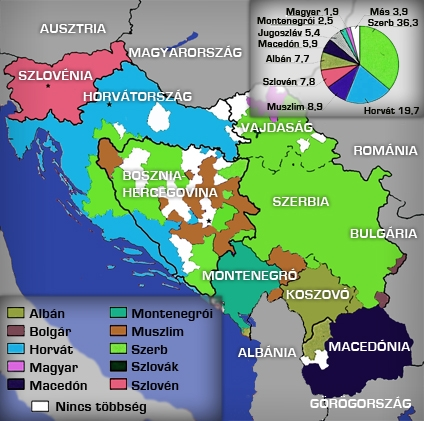 AUSZTRIA
MAGYARORSZÁG
SZLOVÉNIA
HORVÁTORSZÁG
VAJDASÁG
ROMÁNIA
BOSZNIA-
HERCEGOVINA
SZERBIA
BULGÁRIA
MONTENEGRÓ
KOSZOVÓ
ALBÁNIA
MACEDÓNIA
GÖRÖGORSZÁG
Magyar 1,9
Más 3,9
Montenegrói 2,5
Szerb 36,3
Jugoszláv 5,4
Macedón 5,9
Albán 7,7
Szlovén 7,8
Muszlim 8,9
Horvát 19,7
Albán
Bolgár
Horvát
Magyar
Macedón
Montenegrói
Muszlim
Szerb
Szlovák
Szlovén
Nincs többség